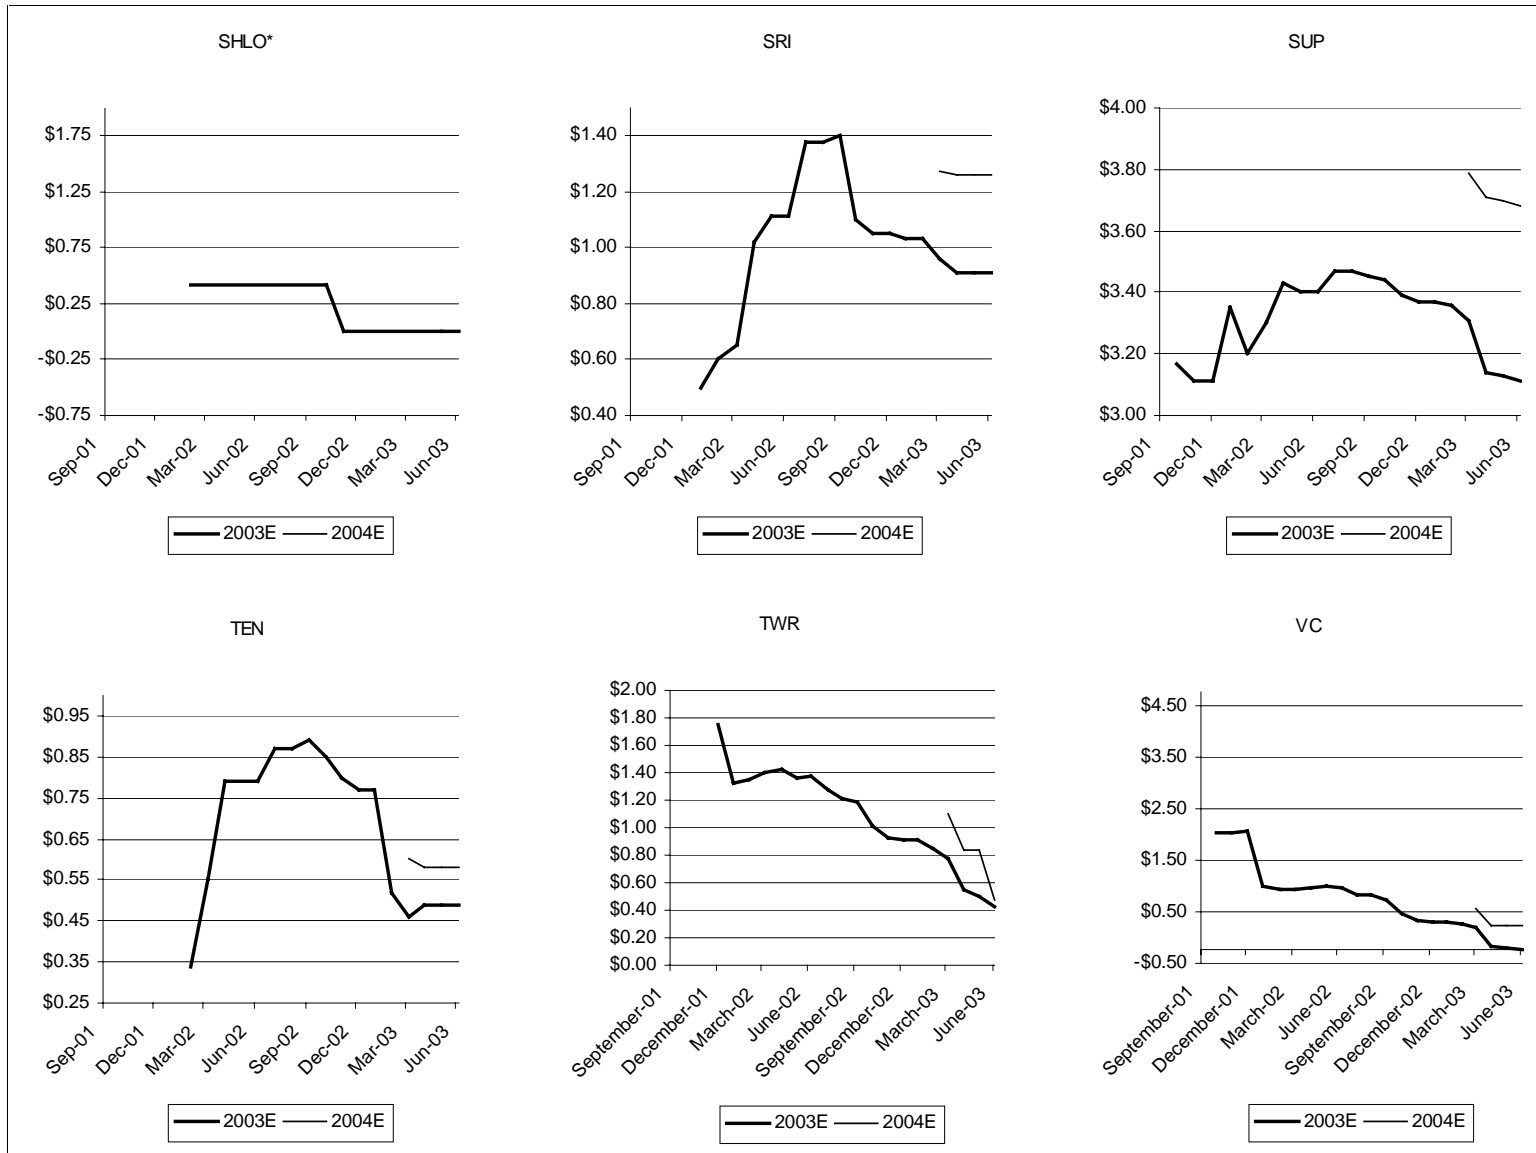 SHLO*
$1.75
$1.25
$0.75
$0.25
-$0.25
-$0.75
Sep-01
Dec-01
Mar-02
Jun-02
Sep-02
Dec-02
Mar-03
Jun-03
2003E
2004E
SRI
$1.40
$1.20
$1.00
$0.80
$0.60
$0.40
Sep-01
Dec-01
Mar-02
Jun-02
Sep-02
Dec-02
Mar-03
Jun-03
2003E
2004E
SUP
$4.00
$3.80
$3.60
$3.40
$3.20
$3.00
Sep-01
Dec-01
Mar-02
Jun-02
Sep-02
Dec-02
Mar-03
Jun-03
2003E
2004E
TEN
$0.95
$0.85
$0.75
$0.65
$0.55
$0.45
$0.35
$0.25
Sep-01
Dec-01
Mar-02
Jun-02
Sep-02
Dec-02
Mar-03
Jun-03
2003E
2004E
TWR
$2.00
$1.80
$1.60
$1.40
$1.20
$1.00
$0.80
$0.60
$0.40
$0.20
$0.00
September-01
December-01
March-02
June-02
September-02
December-02
March-03
June-03
2003E
2004E
VC
$4.50
$3.50
$2.50
$1.50
$0.50
-$0.50
September-01
December-01
March-02
June-02
September-02
December-02
March-03
June-03
2003E
2004E